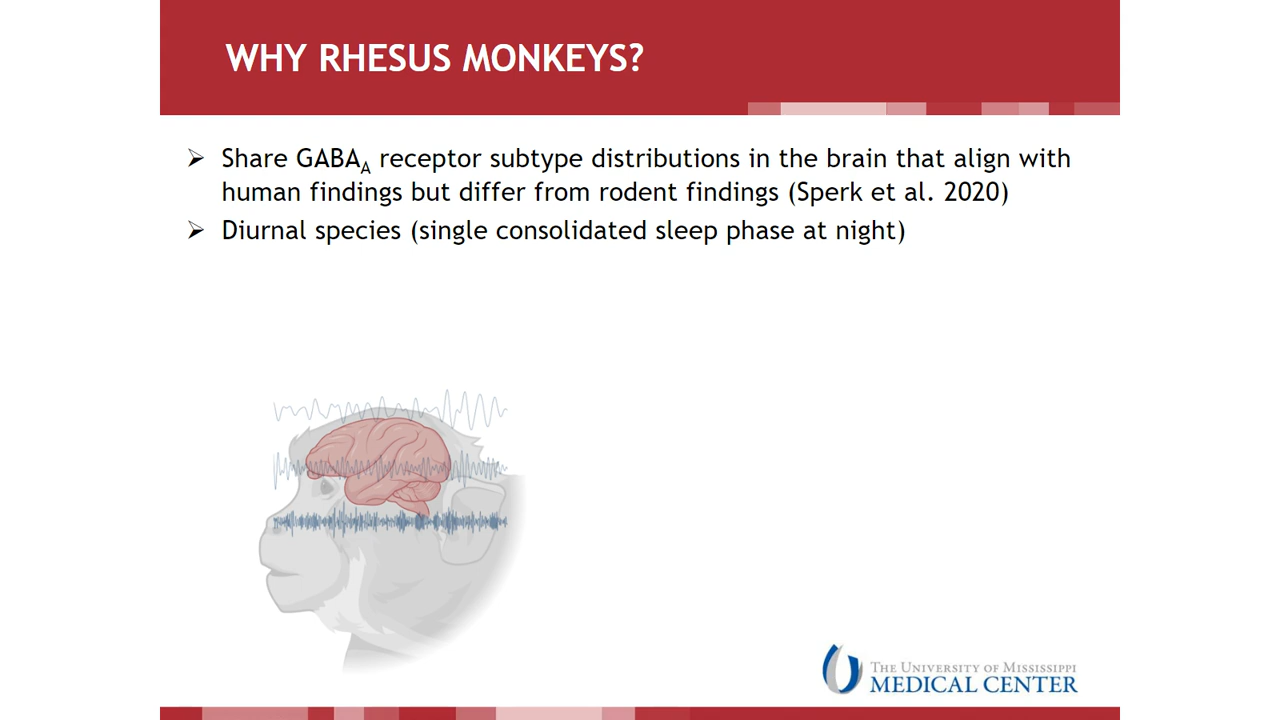 WHY RHESUS MONKEYS?
➢ Share GABAA receptor subtype distributions in the brain that align with
human findings but differ from rodent findings (Sperk et al. 2020)
➢ Diurnal species (single consolidated sleep phase at night)
THE UNIVERSITY OF MISSISSIPPI
MEDICAL CENTER